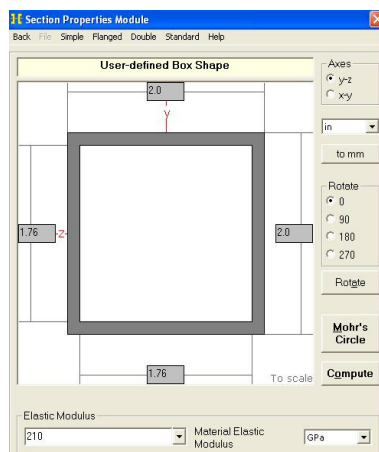 Section Properties Module
Back File Simple Flanged Double Standard Help
User-defined Box Shape
Axes
y-z
x-y
2.0
Y
in
to mm
Rotate
0
90
180
270
1.76
Z
2.0
Rotate
Mohr's
Circle
1.76
To scale
Compute
Elastic Modulus
210
Material Elastic
Modulus
GPa